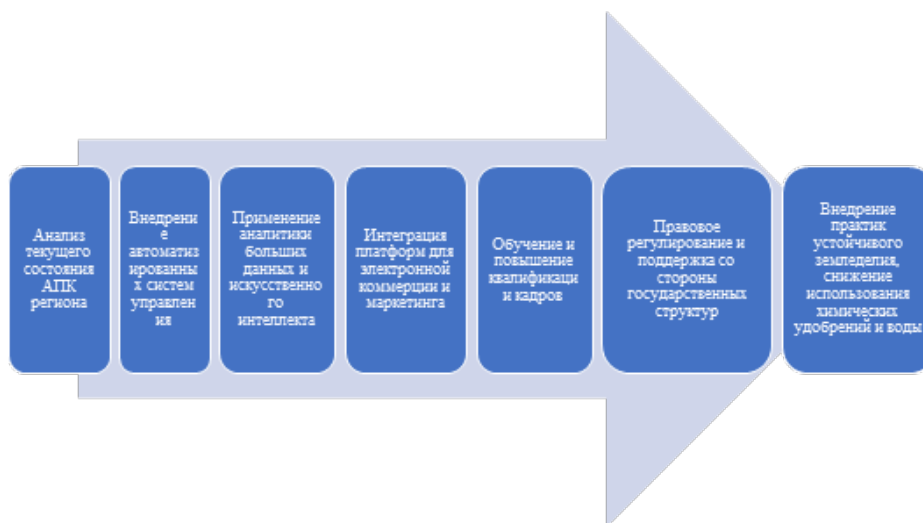 Анализ
текущего
состояния
АПК
региона
Внедрени
е
автоматиз
ированны
х систем
управлен
ия
Применение
аналитики
больших
данных и
искусственно
го
интеллекта
Интеграция
платформ для
электронной
коммерции и
маркетинга
Обучение и
повышение
квалификаци
и кадров
Правовое
регулирование и
поддержка со
стороны
государственных
структур
Внедрение
практик
устойчивого
земледелия,
снижение
использования
химических
удобрений и воды